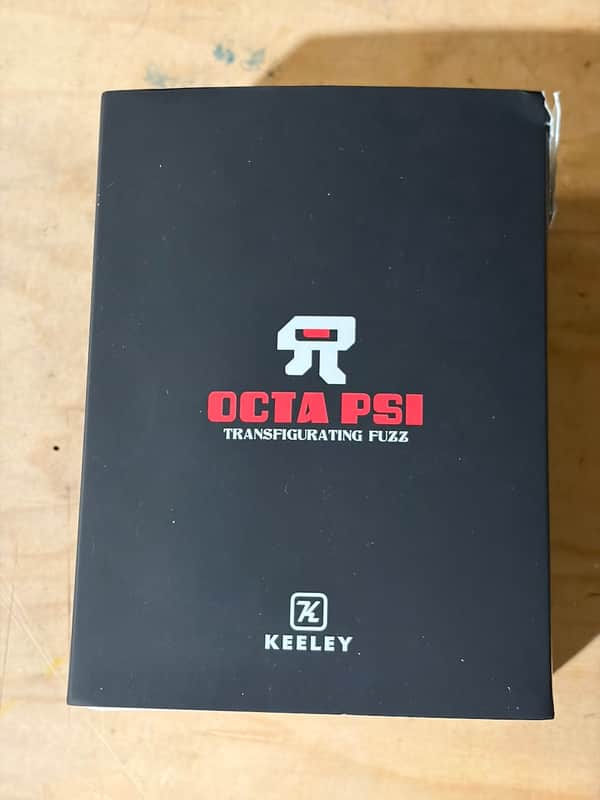 OCTA PSI
TRANSFIGURATING FUZZ
K
KEELEY